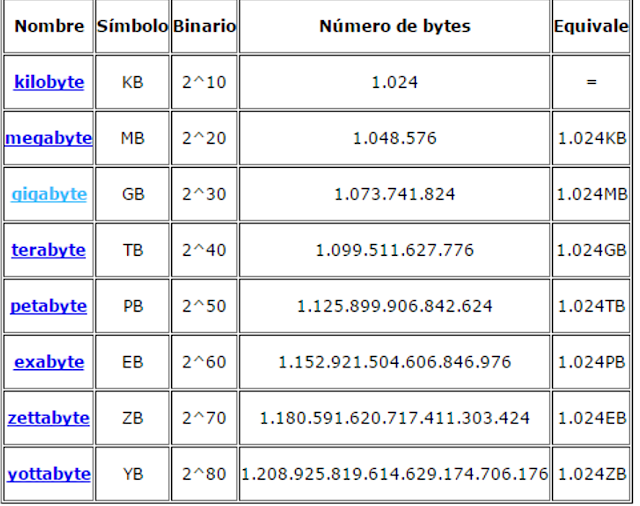 Nombre Símbolo Binario Número de bytes Equivale
kilobyte KB 2^10 1.024 =
megabyte MB 2^20 1.048.576 1.024KB
gigabyte GB 2^30 1.073.741.824 1.024MB
terabyte TB 2^40 1.099.511.627.776 1.024GB
petabyte PB 2^50 1.125.899.906.842.624 1.024TB
exabyte EB 2^60 1.152.921.504.606.846.976 1.024PB
zettabyte ZB 2^70 1.180.591.620.717.411.303.424 1.024EB
yottabyte YB 2^80 1.208.925.819.614.629.174.706.176 1.024ZB